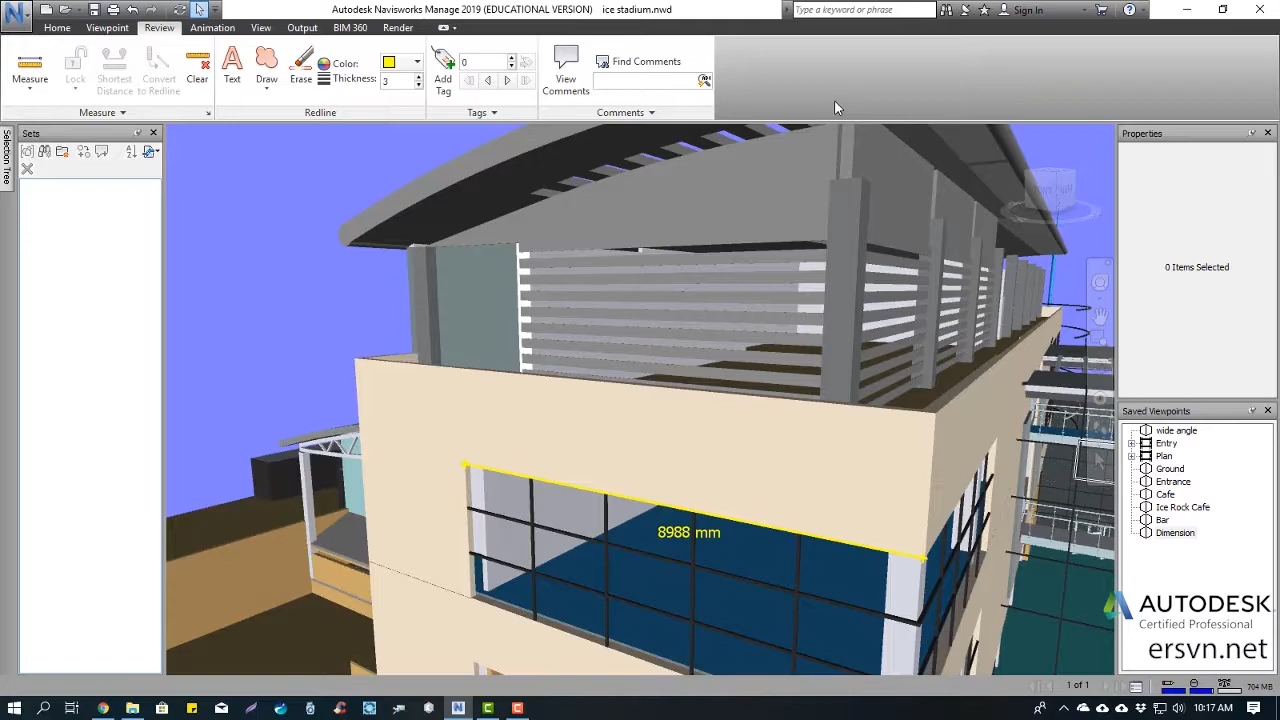 Autodesk Navisworks Manage 2019 (EDUCATIONAL VERSION) ice stadium.nwd
Type a keyword or phrase
Sign In
Home Viewpoint Review Animation View Output BIM 360 Render
Measure
Lock
Shortest Distance
Convert to Redline
Clear
Text
Draw
Erase
Color:
Thickness:
3
Add Tag
0
View Comments
Find Comments
Measure
Redline
Tags
Comments
Sets
Properties
Selection Tree
0 Items Selected
8988 mm
Saved Viewpoints
wide angle
Entry
Plan
Ground
Entrance
Cafe
Ice Rock Cafe
Bar
Dimension
AUTODESK
Certified Professional
ersvn.net
1 of 1
704 MB
10:17 AM